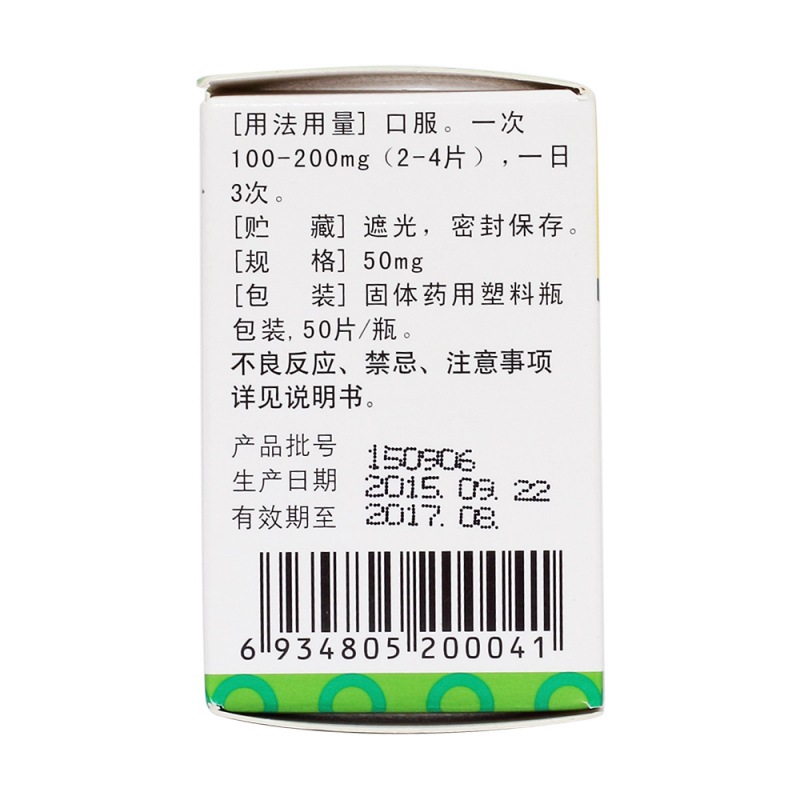 [用法用量] 口服。一次
100-200mg（2-4片），一日
3次。
[贮 藏] 遮光，密封保存。
[规 格] 50mg
[包 装] 固体药用塑料瓶
包装,50片/瓶。
不良反应、禁忌、注意事项
详见说明书。
产品批号 150906
生产日期 2015.09.22
有效期至 2017.08.
6 934805 200041